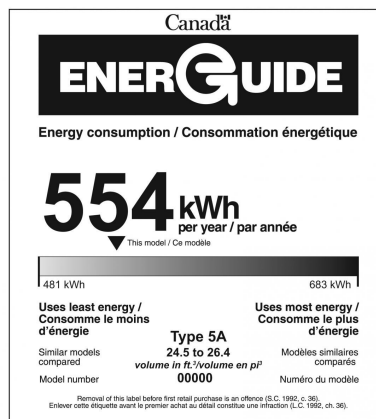 Canada
ENERGUIDE
Energy consumption / Consommation énergétique
554 kWh
per year / par année
This model / Ce modèle
481 kWh 683 kWh
Uses least energy / Consomme le moins d'énergie
Uses most energy / Consomme le plus d'énergie
Type 5A
Similar models compared
24.5 to 26.4
volume in ft.³/volume en pi³
Modèles similaires comparés
Model number 00000 Numéro du modèle
Removal of this label before first retail purchase is an offence (S.C. 1992, c. 36).
Enlever cette étiquette avant le premier achat au détail constitue une infraction (L.C. 1992, ch. 36).